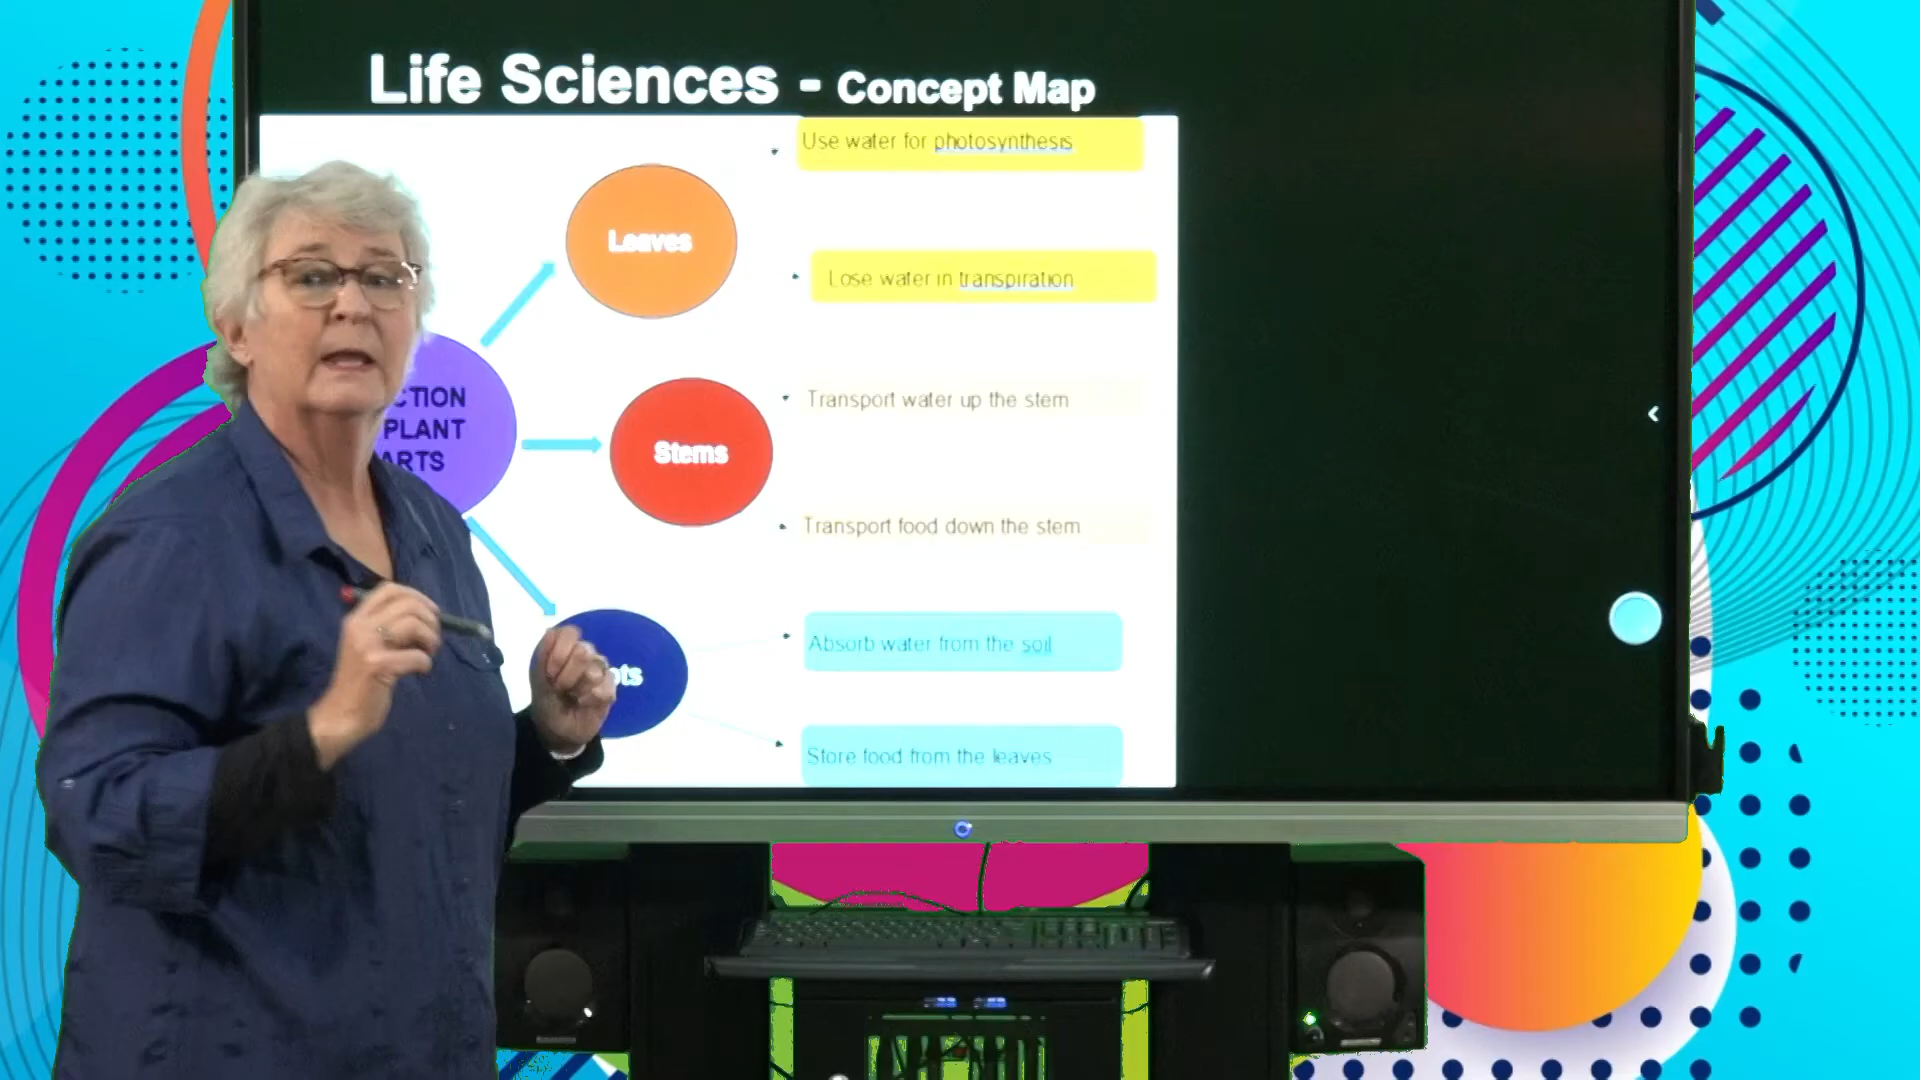 Life Sciences - Concept Map
Use water for photosynthesis
Leaves
Lose water in transpiration
CTION
PLANT
ARTS
Transport water up the stem
Stems
Transport food down the stem
Absorb water from the soil
ots
Store food from the leaves